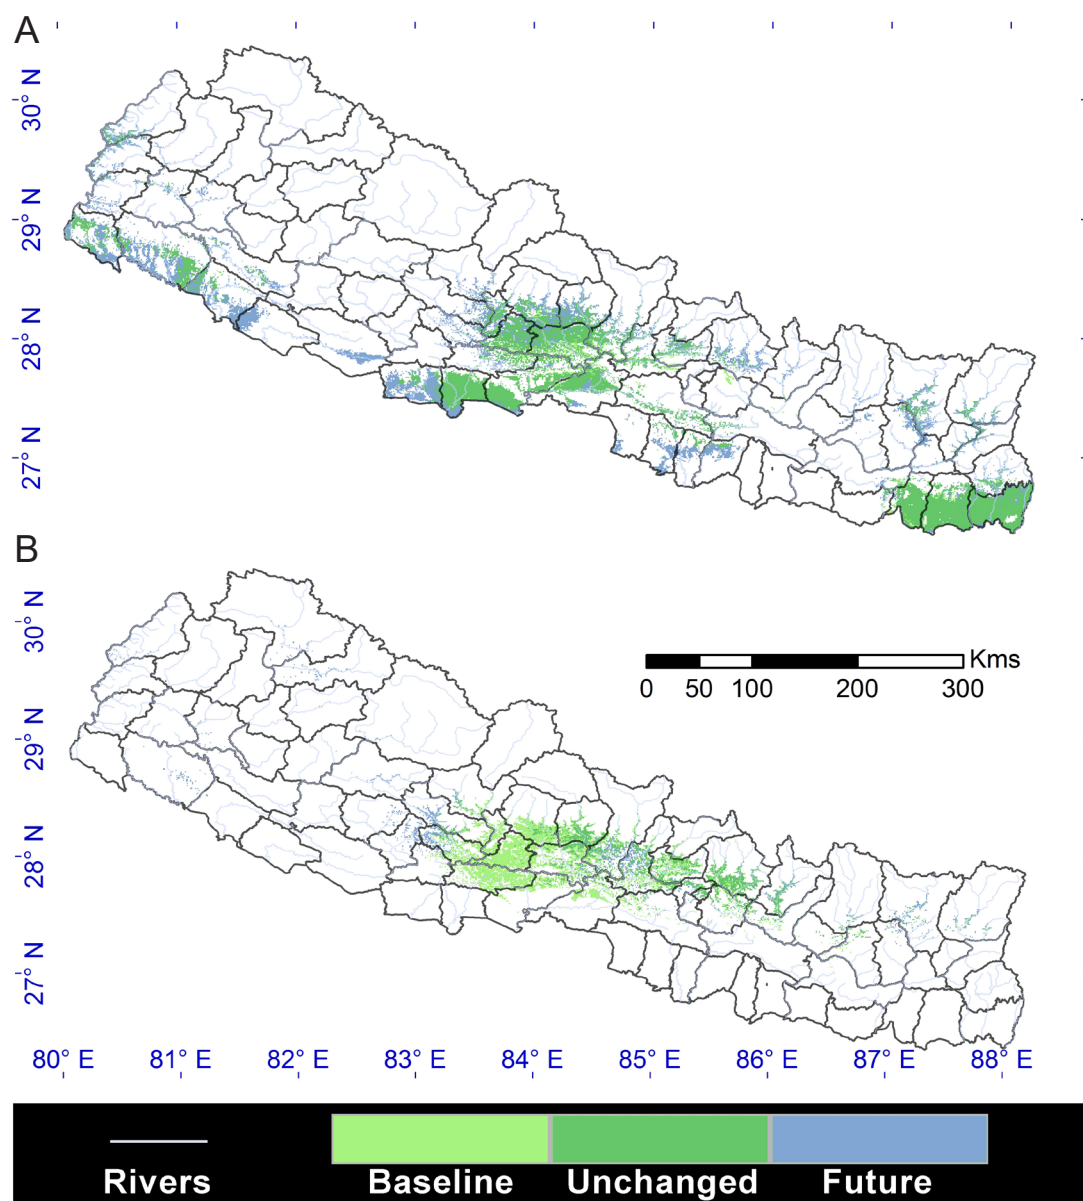 A
30° N
29° N
28° N
27° N
B
30° N
29° N
28° N
27° N
Kms
0 50 100 200 300
80° E 81° E 82° E 83° E 84° E 85° E 86° E 87° E 88° E
Rivers Baseline Unchanged Future